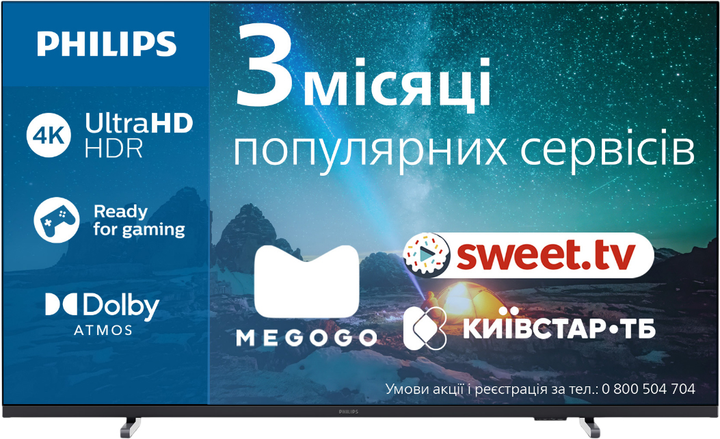 PHILIPS
4K UltraHD
HDR
Ready
for gaming
Dolby
ATMOS
3 місяці
популярних сервісів
MEGOGO
sweet.tv
КИЇВСТАР•ТБ
Умови акції і реєстрація за тел.: 0 800 504 704
PHILIPS